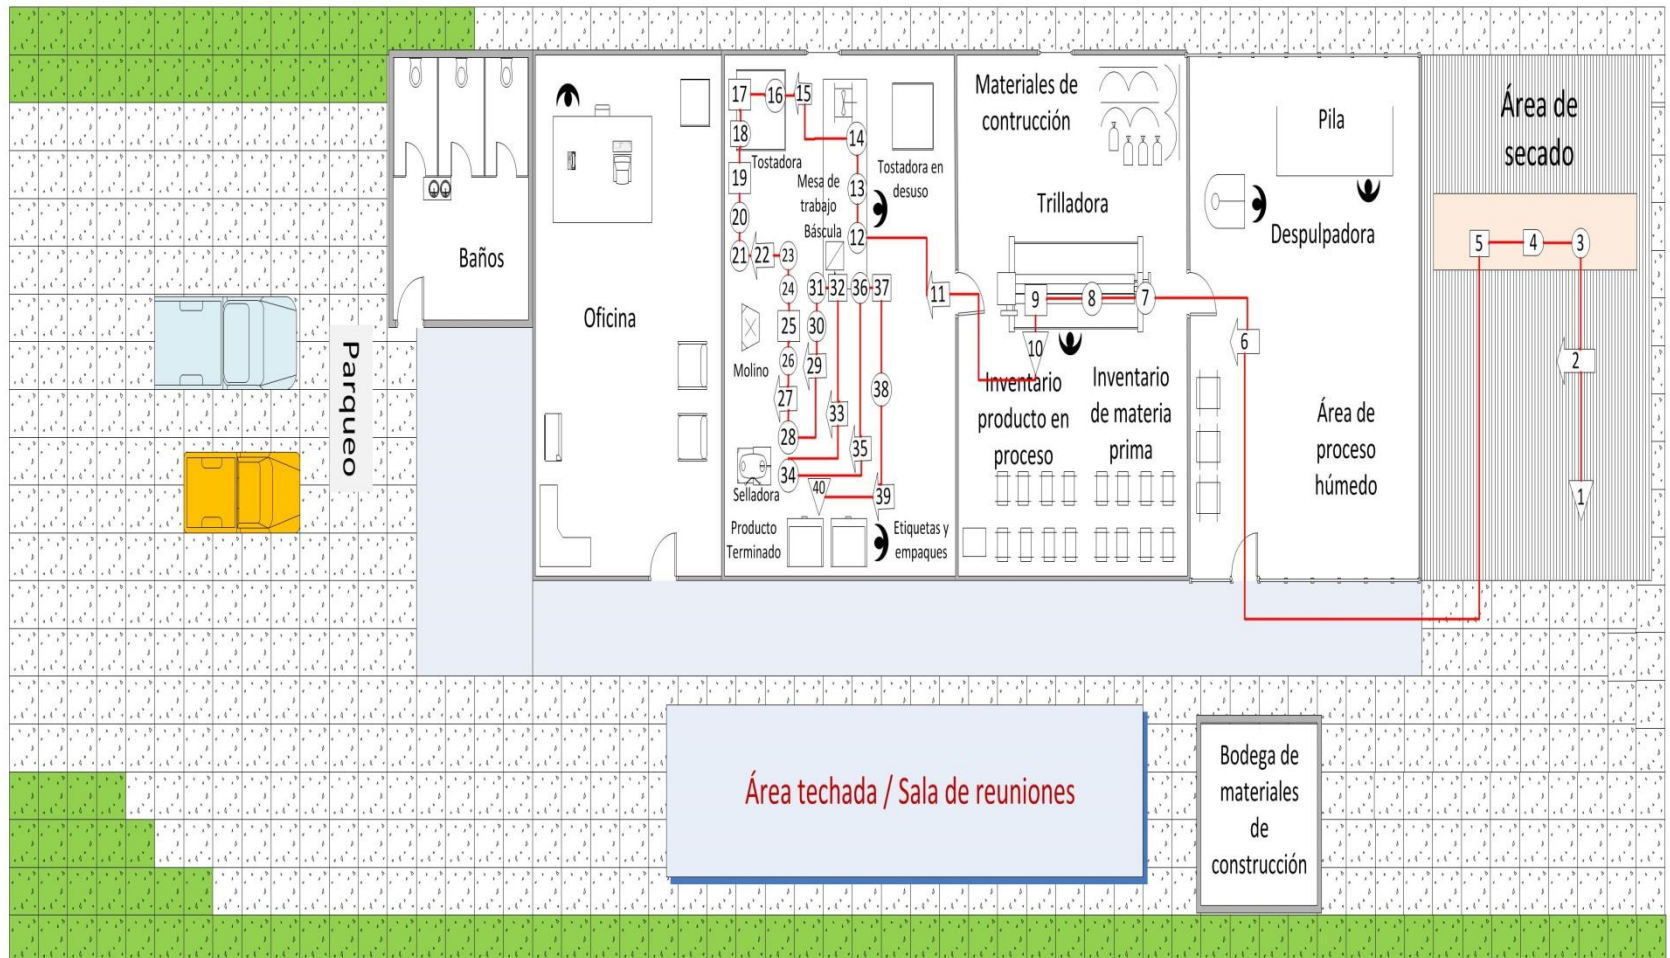 Materiales de
contrucción
Pila
Área de
secado
17
16
15
18
14
Tostadora
Tostadora en
desuso
19
Mesa de
trabajo
13
Trilladora
Despulpadora
20
Báscula
12
Baños
21
22
23
5
4
3
Oficina
24
31
32
36
37
11
9
8
7
25
30
10
6
2
Molino
26
29
Parqueo
27
33
38
Inventario
producto en
proceso
Inventario
de materia
prima
Área de
proceso
húmedo
28
35
34
Selladora
40
39
1
Producto
Terminado
Etiquetas y
empaques
Área techada / Sala de reuniones
Bodega de
materiales
de
construcción